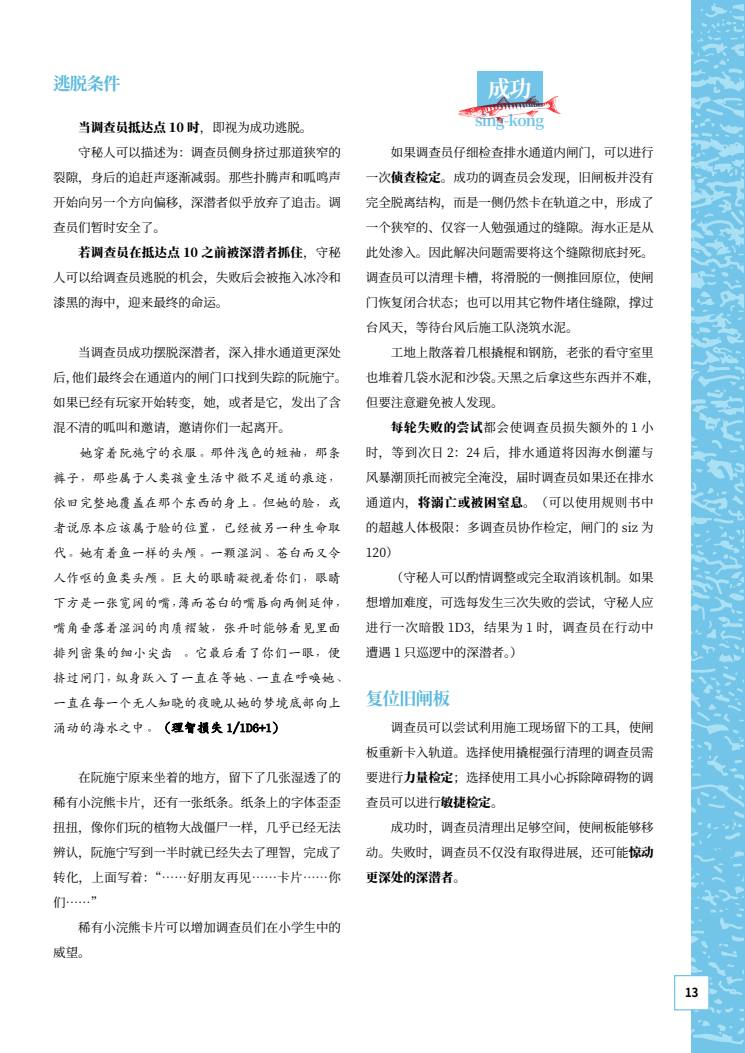 逃脱条件
当调查员抵达点 10 时，即视为成功逃脱。
守秘人可以描述为：调查员侧身挤过那道狭窄的
裂隙，身后的追赶声逐渐减弱。那些扑腾声和呱鸣声
开始向另一个方向偏移，深潜者似乎放弃了追击。调
查员们暂时安全了。
若调查员在抵达点 10 之前被深潜者抓住，守秘
人可以给调查员逃脱的机会，失败后会被拖入冰冷和
漆黑的海中，迎来最终的命运。
当调查员成功摆脱深潜者，深入排水通道更深处
后，他们最终会在通道内的闸门口找到失踪的阮施宁。
如果已经有玩家开始转变，她，或者是它，发出了含
混不清的呱叫和邀请，邀请你们一起离开。
她穿着阮施宁的衣服。那件浅色的短袖，那条
裤子，那些属于人类孩童生活中微不足道的痕迹，
依旧完整地覆盖在那个东西的身上。但她的脸，或
者说原本应该属于脸的位置，已经被另一种生命取
代。她有着鱼一样的头颅。一颗湿润、苍白而又令
人作呕的鱼类头颅。巨大的眼睛凝视着你们，眼睛
下方是一张宽阔的嘴，薄而苍白的嘴唇向两侧延伸，
嘴角垂落着湿润的肉质褶皱，张开时能够看见里面
排列密集的细小尖齿 。它最后看了你们一眼，便
挤过闸门，纵身跃入了一直在等她、一直在呼唤她、
一直在每一个无人知晓的夜晚从她的梦境底部向上
涌动的海水之中。（理智损失 1/1D6+1）
在阮施宁原来坐着的地方，留下了几张湿透了的
稀有小浣熊卡片，还有一张纸条。纸条上的字体歪歪
扭扭，像你们玩的植物大战僵尸一样，几乎已经无法
辨认，阮施宁写到一半时就已经失去了理智，完成了
转化，上面写着：“……好朋友再见……卡片……你
们……”
稀有小浣熊卡片可以增加调查员们在小学生中的
威望。
成功
sing-kong
如果调查员仔细检查排水通道内闸门，可以进行
一次侦查检定。成功的调查员会发现，旧闸板并没有
完全脱离结构，而是一侧仍然卡在轨道之中，形成了
一个狭窄的、仅容一人勉强通过的缝隙。海水正是从
此处渗入。因此解决问题需要将这个缝隙彻底封死。
调查员可以清理卡槽，将滑脱的一侧推回原位，使闸
门恢复闭合状态；也可以用其它物件堵住缝隙，撑过
台风天，等待台风后施工队浇筑水泥。
工地上散落着几根撬棍和钢筋，老张的看守室里
也堆着几袋水泥和沙袋。天黑之后拿这些东西并不难，
但要注意避免被人发现。
每轮失败的尝试都会使调查员损失额外的 1 小
时，等到次日 2：24 后，排水通道将因海水倒灌与
风暴潮顶托而被完全淹没，届时调查员如果还在排水
通道内，将溺亡或被困窒息。（可以使用规则书中
的超越人体极限：多调查员协作检定，闸门的 siz 为
120）
（守秘人可以酌情调整或完全取消该机制。如果
想增加难度，可选每发生三次失败的尝试，守秘人应
进行一次暗骰 1D3，结果为 1 时，调查员在行动中
遭遇 1 只巡逻中的深潜者。）
复位旧闸板
调查员可以尝试利用施工现场留下的工具，使闸
板重新卡入轨道。选择使用撬棍强行清理的调查员需
要进行力量检定；选择使用工具小心拆除障碍物的调
查员可以进行敏捷检定。
成功时，调查员清理出足够空间，使闸板能够移
动。失败时，调查员不仅没有取得进展，还可能惊动
更深处的深潜者。
13